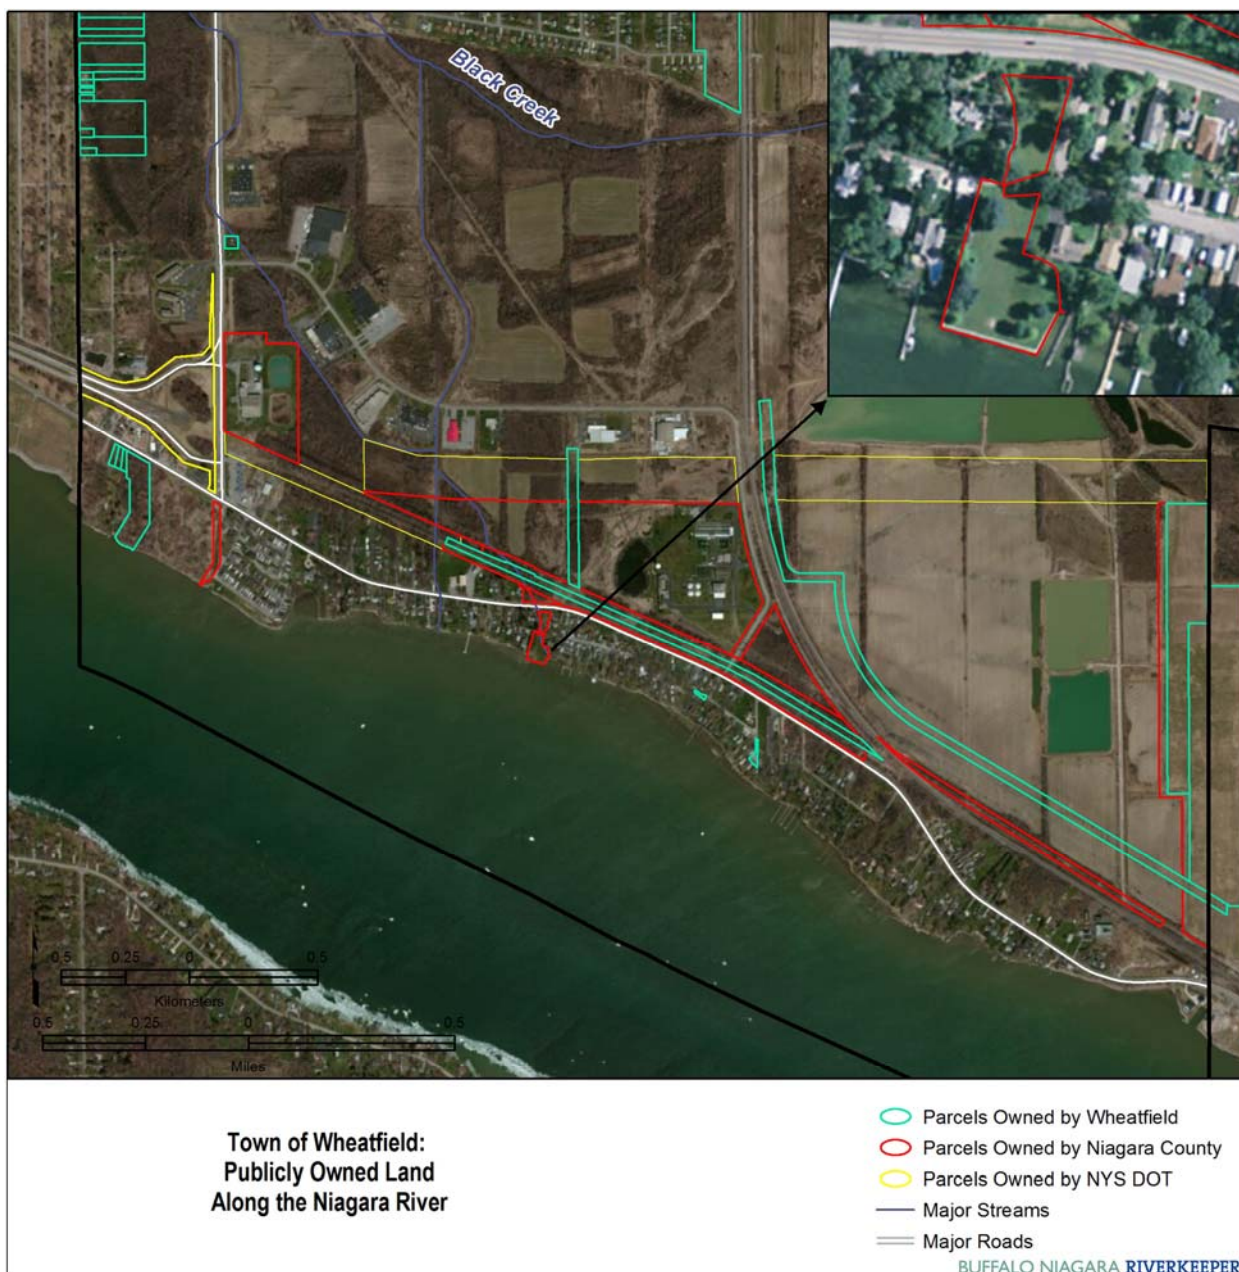 Black Creek
0.5 0.25 0 0.5
Kilometers
0.5 0.25 0 0.5
Miles
Town of Wheatfield:
Publicly Owned Land
Along the Niagara River
Parcels Owned by Wheatfield
Parcels Owned by Niagara County
Parcels Owned by NYS DOT
Major Streams
Major Roads
BUFFALO NIAGARA RIVERKEEPER